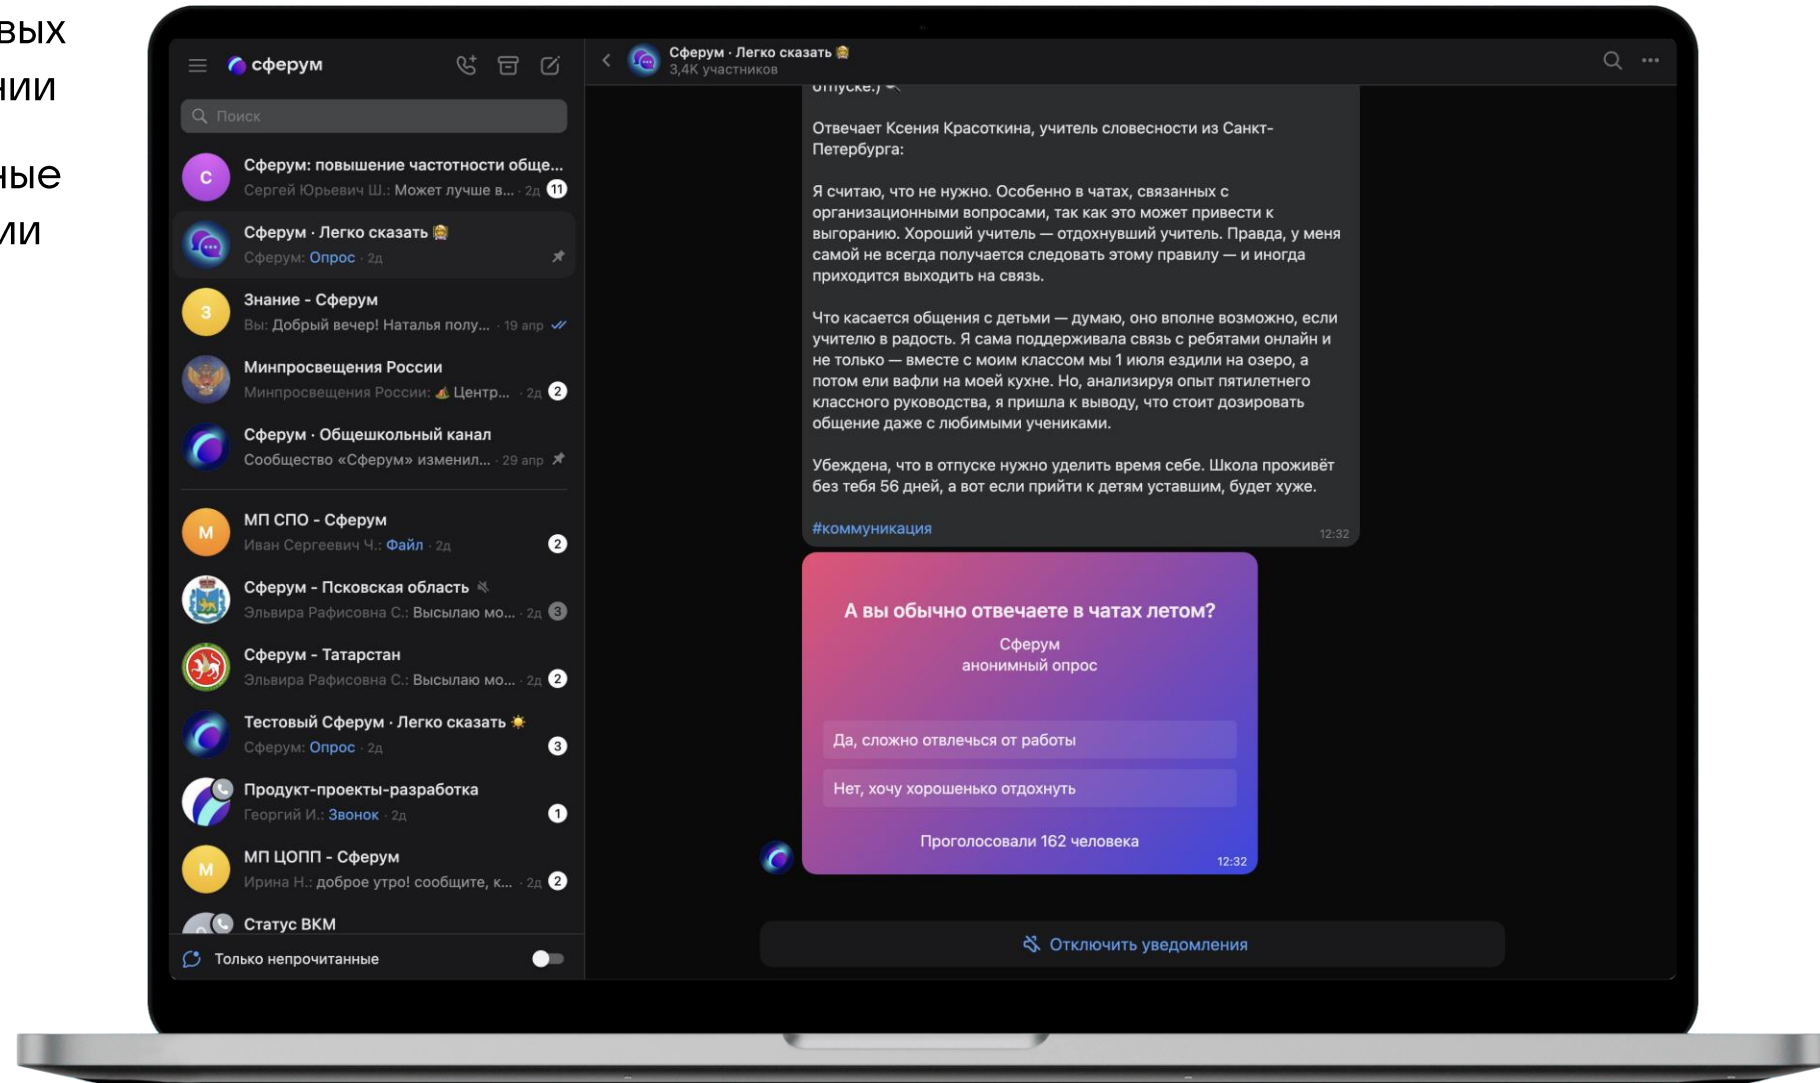 сферум
Поиск
Сферум: повышение частотности обще...
Сергей Юрьевич Ш.: Может лучше в... · 2д 11
Сферум · Легко сказать
Сферум: Опрос · 2д
З
Знание - Сферум
Вы: Добрый вечер! Наталья полу... · 19 апр
Минпросвещения России
Минпросвещения России: Центр... · 2д 2
Сферум · Общешкольный канал
Сообщество «Сферум» изменил... · 29 апр
М
МП СПО - Сферум
Иван Сергеевич Ч.: Файл · 2д 2
Сферум - Псковская область
Эльвира Рафисовна С.: Высылаю мо... · 2д 3
Сферум - Татарстан
Эльвира Рафисовна С.: Высылаю мо... · 2д 2
Тестовый Сферум · Легко сказать
Сферум: Опрос · 2д 3
Продукт-проекты-разработка
Георгий И.: Звонок · 2д 1
М
МП ЦОПП - Сферум
Ирина Н.: доброе утро! сообщите, к... · 2д 2
Статус ВКМ
Только непрочитанные
Сферум · Легко сказать
3,4K участников
отпуске.)
Отвечает Ксения Красоткина, учитель словесности из Санкт-
Петербурга:
Я считаю, что не нужно. Особенно в чатах, связанных с
организационными вопросами, так как это может привести к
выгоранию. Хороший учитель — отдохнувший учитель. Правда, у меня
самой не всегда получается следовать этому правилу — и иногда
приходится выходить на связь.
Что касается общения с детьми — думаю, оно вполне возможно, если
учителю в радость. Я сама поддерживала связь с ребятами онлайн и
не только — вместе с моим классом мы 1 июля ездили на озеро, а
потом ели вафли на моей кухне. Но, анализируя опыт пятилетнего
классного руководства, я пришла к выводу, что стоит дозировать
общение даже с любимыми учениками.
Убеждена, что в отпуске нужно уделить время себе. Школа проживёт
без тебя 56 дней, а вот если прийти к детям уставшим, будет хуже.
#коммуникация
12:32
А вы обычно отвечаете в чатах летом?
Сферум
анонимный опрос
Да, сложно отвлечься от работы
Нет, хочу хорошенько отдохнуть
Проголосовали 162 человека
12:32
Отключить уведомления